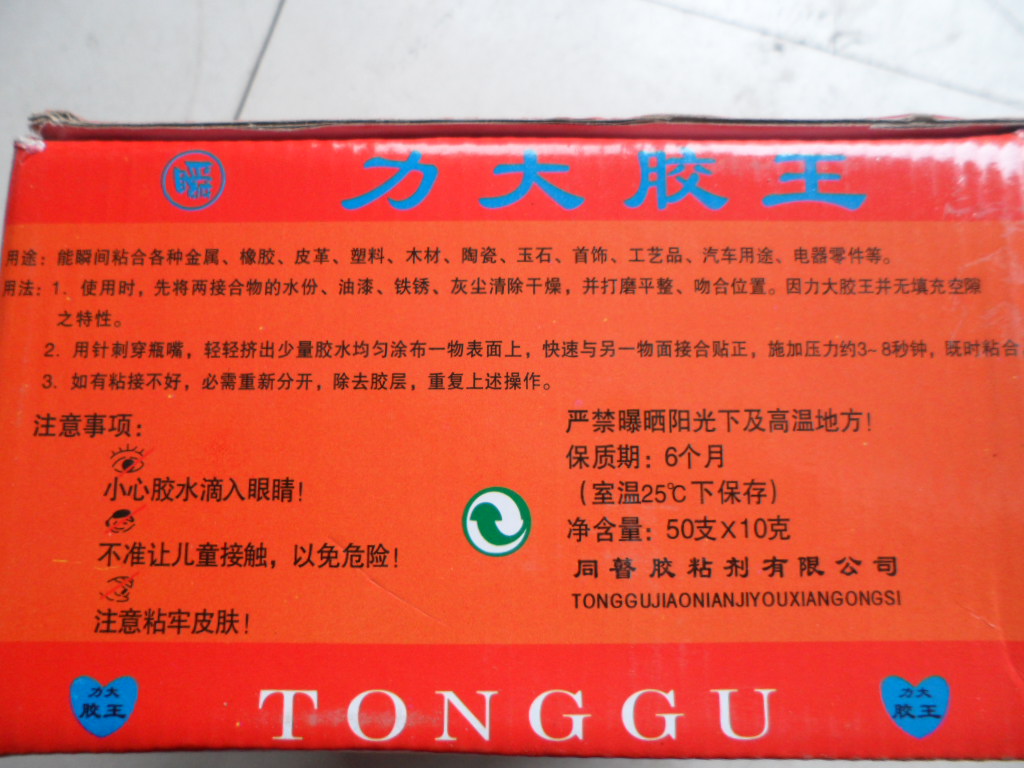 瞬
力大胶王
用途：能瞬间粘合各种金属、橡胶、皮革、塑料、木材、陶瓷、玉石、首饰、工艺品、汽车用途、电器零件等。
用法：1、使用时，先将两接合物的水份、油漆、铁锈、灰尘清除干燥，并打磨平整、吻合位置。因力大胶王并无填充空隙
之特性。
2. 用针刺穿瓶嘴，轻轻挤出少量胶水均匀涂布一物表面上，快速与另一物面接合贴正，施加压力约3~8秒钟，既时粘合
3. 如有粘接不好，必需重新分开，除去胶层，重复上述操作。
注意事项：
小心胶水滴入眼睛！
不准让儿童接触，以免危险！
注意粘牢皮肤！
严禁曝晒阳光下及高温地方！
保质期：6个月
（室温25℃下保存）
净含量：50支X10克
同瞽胶粘剂有限公司
TONGGUJIAONIANJIYOUXIANGONGSI
力大
胶王
TONGGU
力大
胶王